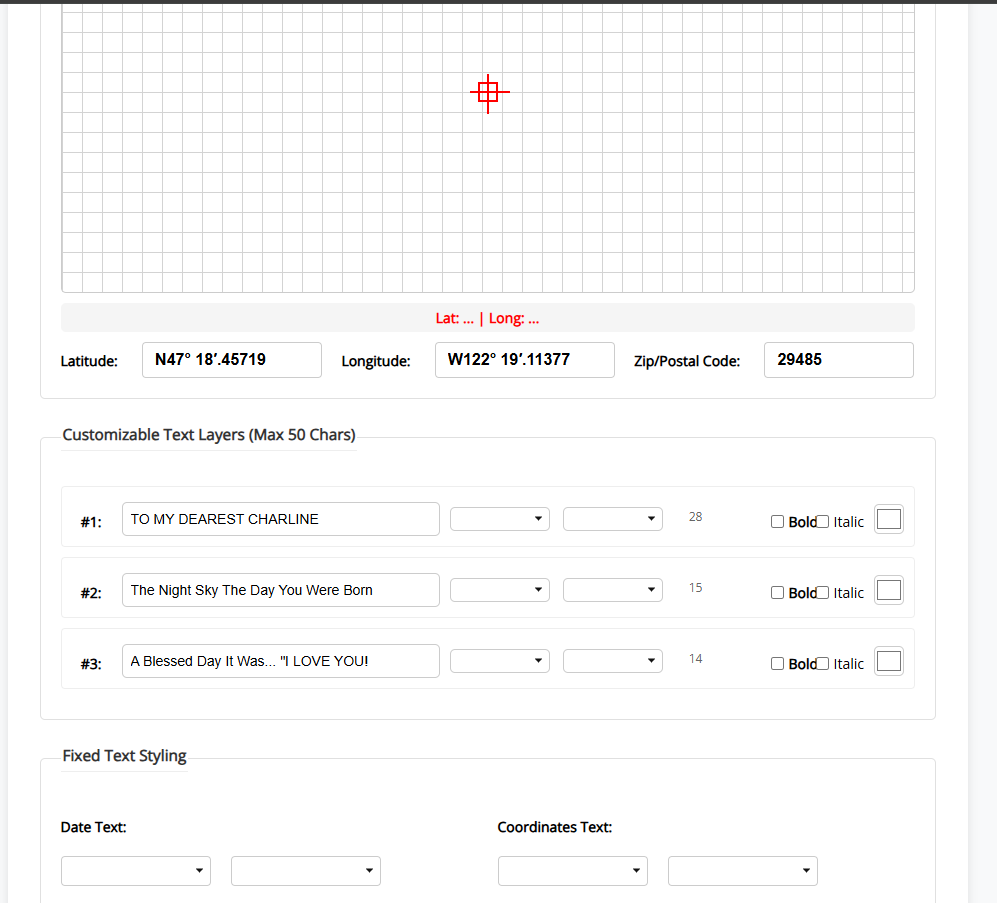 Lat: ... | Long: ...
Latitude: N47° 18′.45719 Longitude: W122° 19′.11377 Zip/Postal Code: 29485
Customizable Text Layers (Max 50 Chars)
#1: TO MY DEAREST CHARLINE 28 Bold Italic
#2: The Night Sky The Day You Were Born 15 Bold Italic
#3: A Blessed Day It Was... "I LOVE YOU! 14 Bold Italic
Fixed Text Styling
Date Text: Coordinates Text: